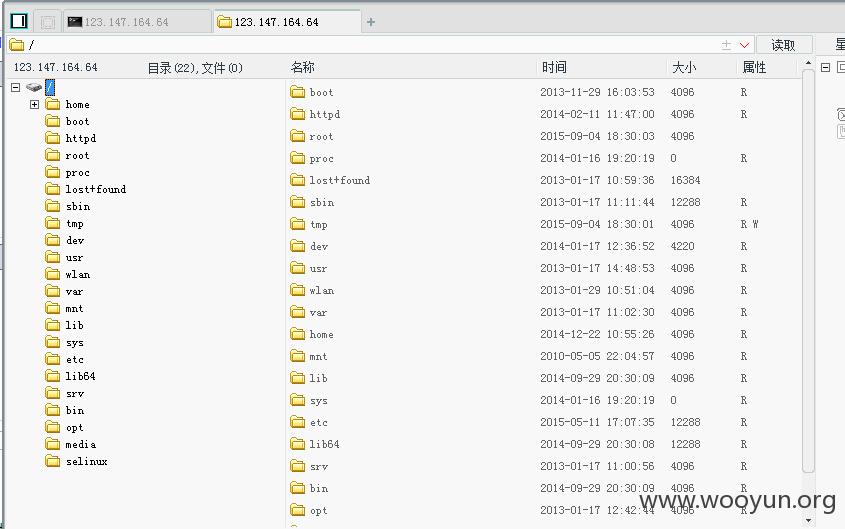 123.147.164.64 123.147.164.64 +
/ 读取
123.147.164.64 目录(22),文件(0) 名称 时间 大小 属性
/
home
boot
httpd
root
proc
lost+found
sbin
tmp
dev
usr
wlan
var
mnt
lib
sys
etc
lib64
srv
bin
opt
media
selinux
boot 2013-11-29 16:03:53 4096 R
httpd 2014-02-11 11:47:00 4096 R
root 2015-09-04 18:30:03 4096
proc 2014-01-16 19:20:19 0 R
lost+found 2013-01-17 10:59:36 16384
sbin 2013-01-17 11:11:44 12288 R
tmp 2015-09-04 18:30:01 4096 R W
dev 2014-01-17 12:36:52 4220 R
usr 2013-01-17 14:48:53 4096 R
wlan 2013-01-29 10:51:04 4096 R
var 2013-01-17 11:02:30 4096 R
home 2014-12-22 10:55:26 4096 R
mnt 2010-05-05 22:04:57 4096 R
lib 2014-09-29 20:30:09 4096 R
sys 2014-01-16 19:20:19 0 R
etc 2015-05-11 17:07:35 12288 R
lib64 2014-09-29 20:30:08 12288 R
srv 2013-01-17 11:00:56 4096 R
bin 2014-09-29 20:30:09 4096 R
opt 2013-01-17 12:42:44 4096 R
www.wooyun.org